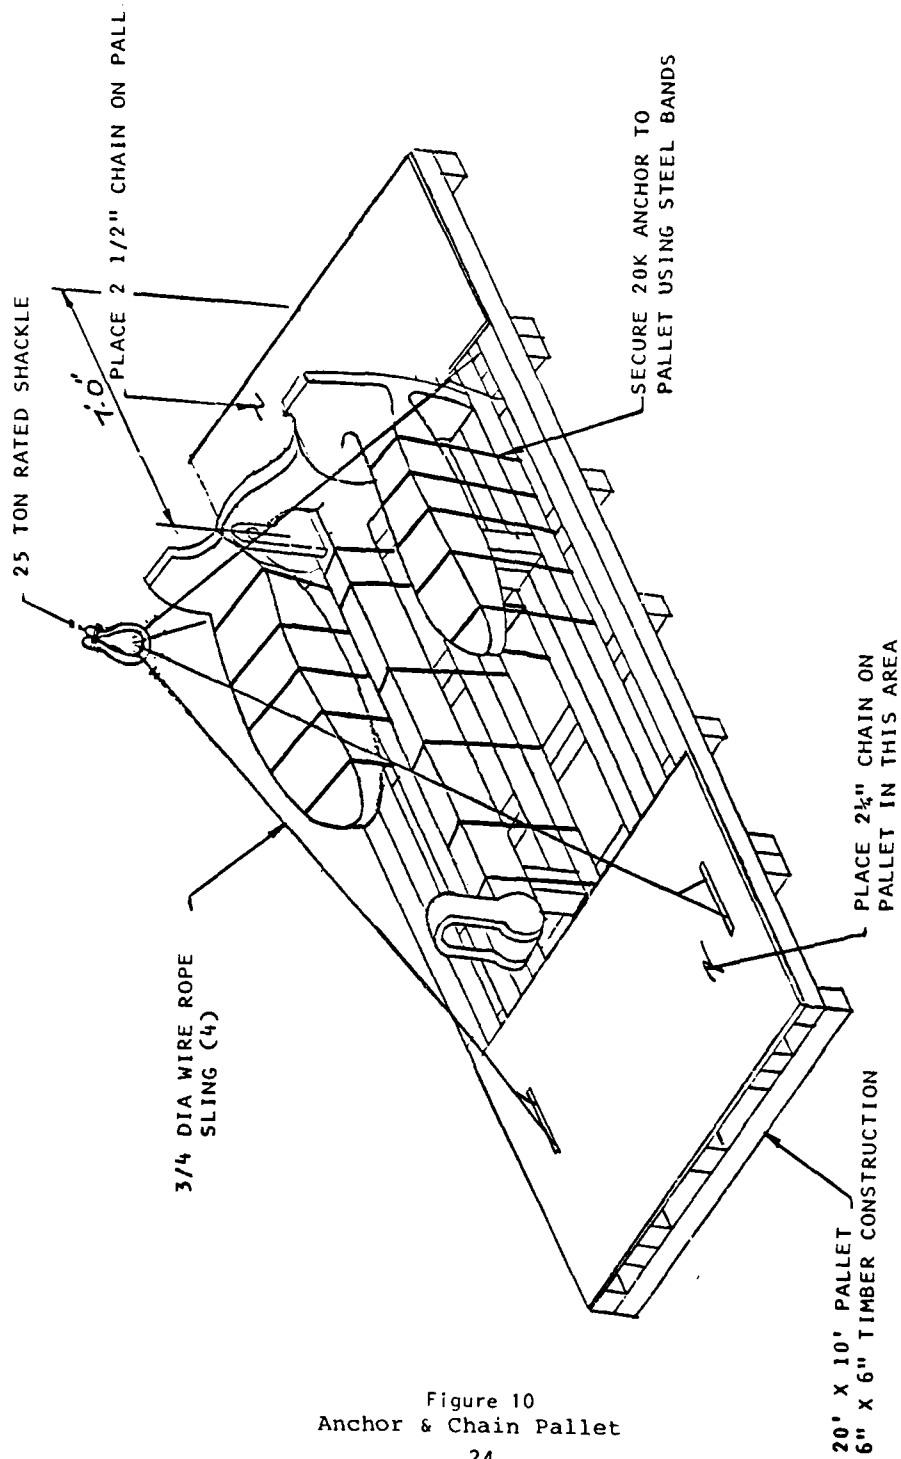 25 TON RATED SHACKLE
7'.0"
PLACE 2 1/2" CHAIN ON PALL
3/4 DIA WIRE ROPE
SLING (4)
SECURE 20K ANCHOR TO
PALLET USING STEEL BANDS
PLACE 2¼" CHAIN ON
PALLET IN THIS AREA
20' X 10' PALLET
6" X 6" TIMBER CONSTRUCTION
Figure 10
Anchor & Chain Pallet
24